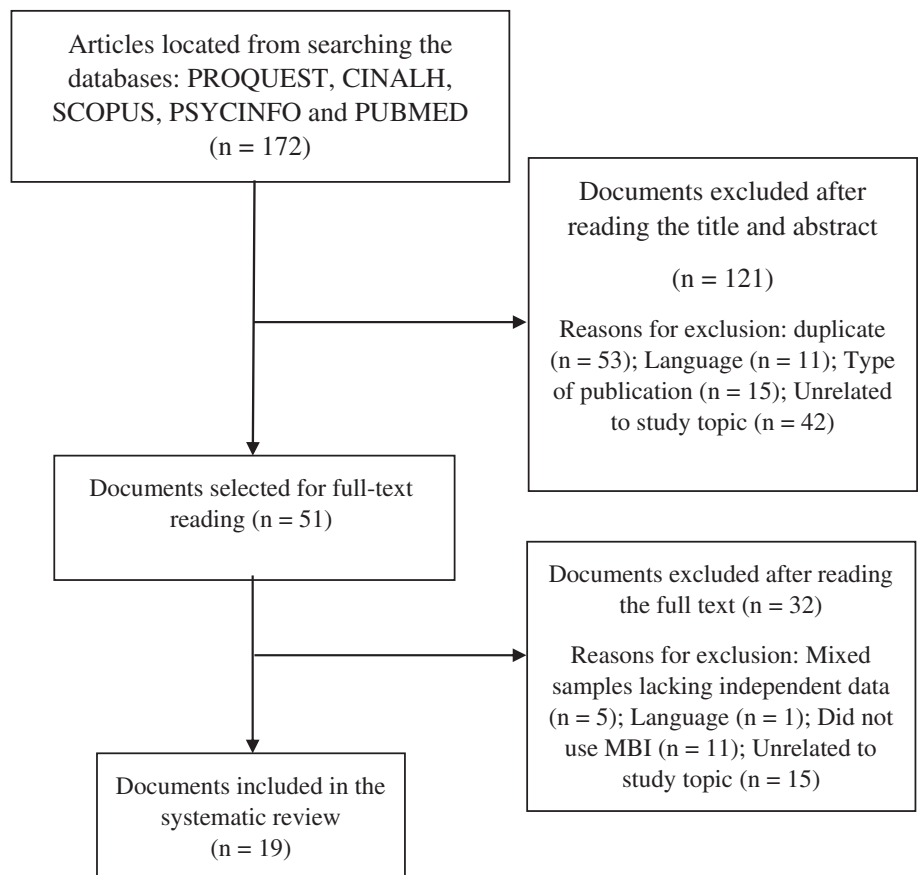 Articles located from searching the
databases: PROQUEST, CINALH,
SCOPUS, PSYCINFO and PUBMED
(n = 172)
Documents excluded after
reading the title and abstract
(n = 121)
Reasons for exclusion: duplicate
(n = 53); Language (n = 11); Type
of publication (n = 15); Unrelated
to study topic (n = 42)
Documents selected for full-text
reading (n = 51)
Documents excluded after reading
the full text (n = 32)
Reasons for exclusion: Mixed
samples lacking independent data
(n = 5); Language (n = 1); Did not
use MBI (n = 11); Unrelated to
study topic (n = 15)
Documents included in the
systematic review
(n = 19)